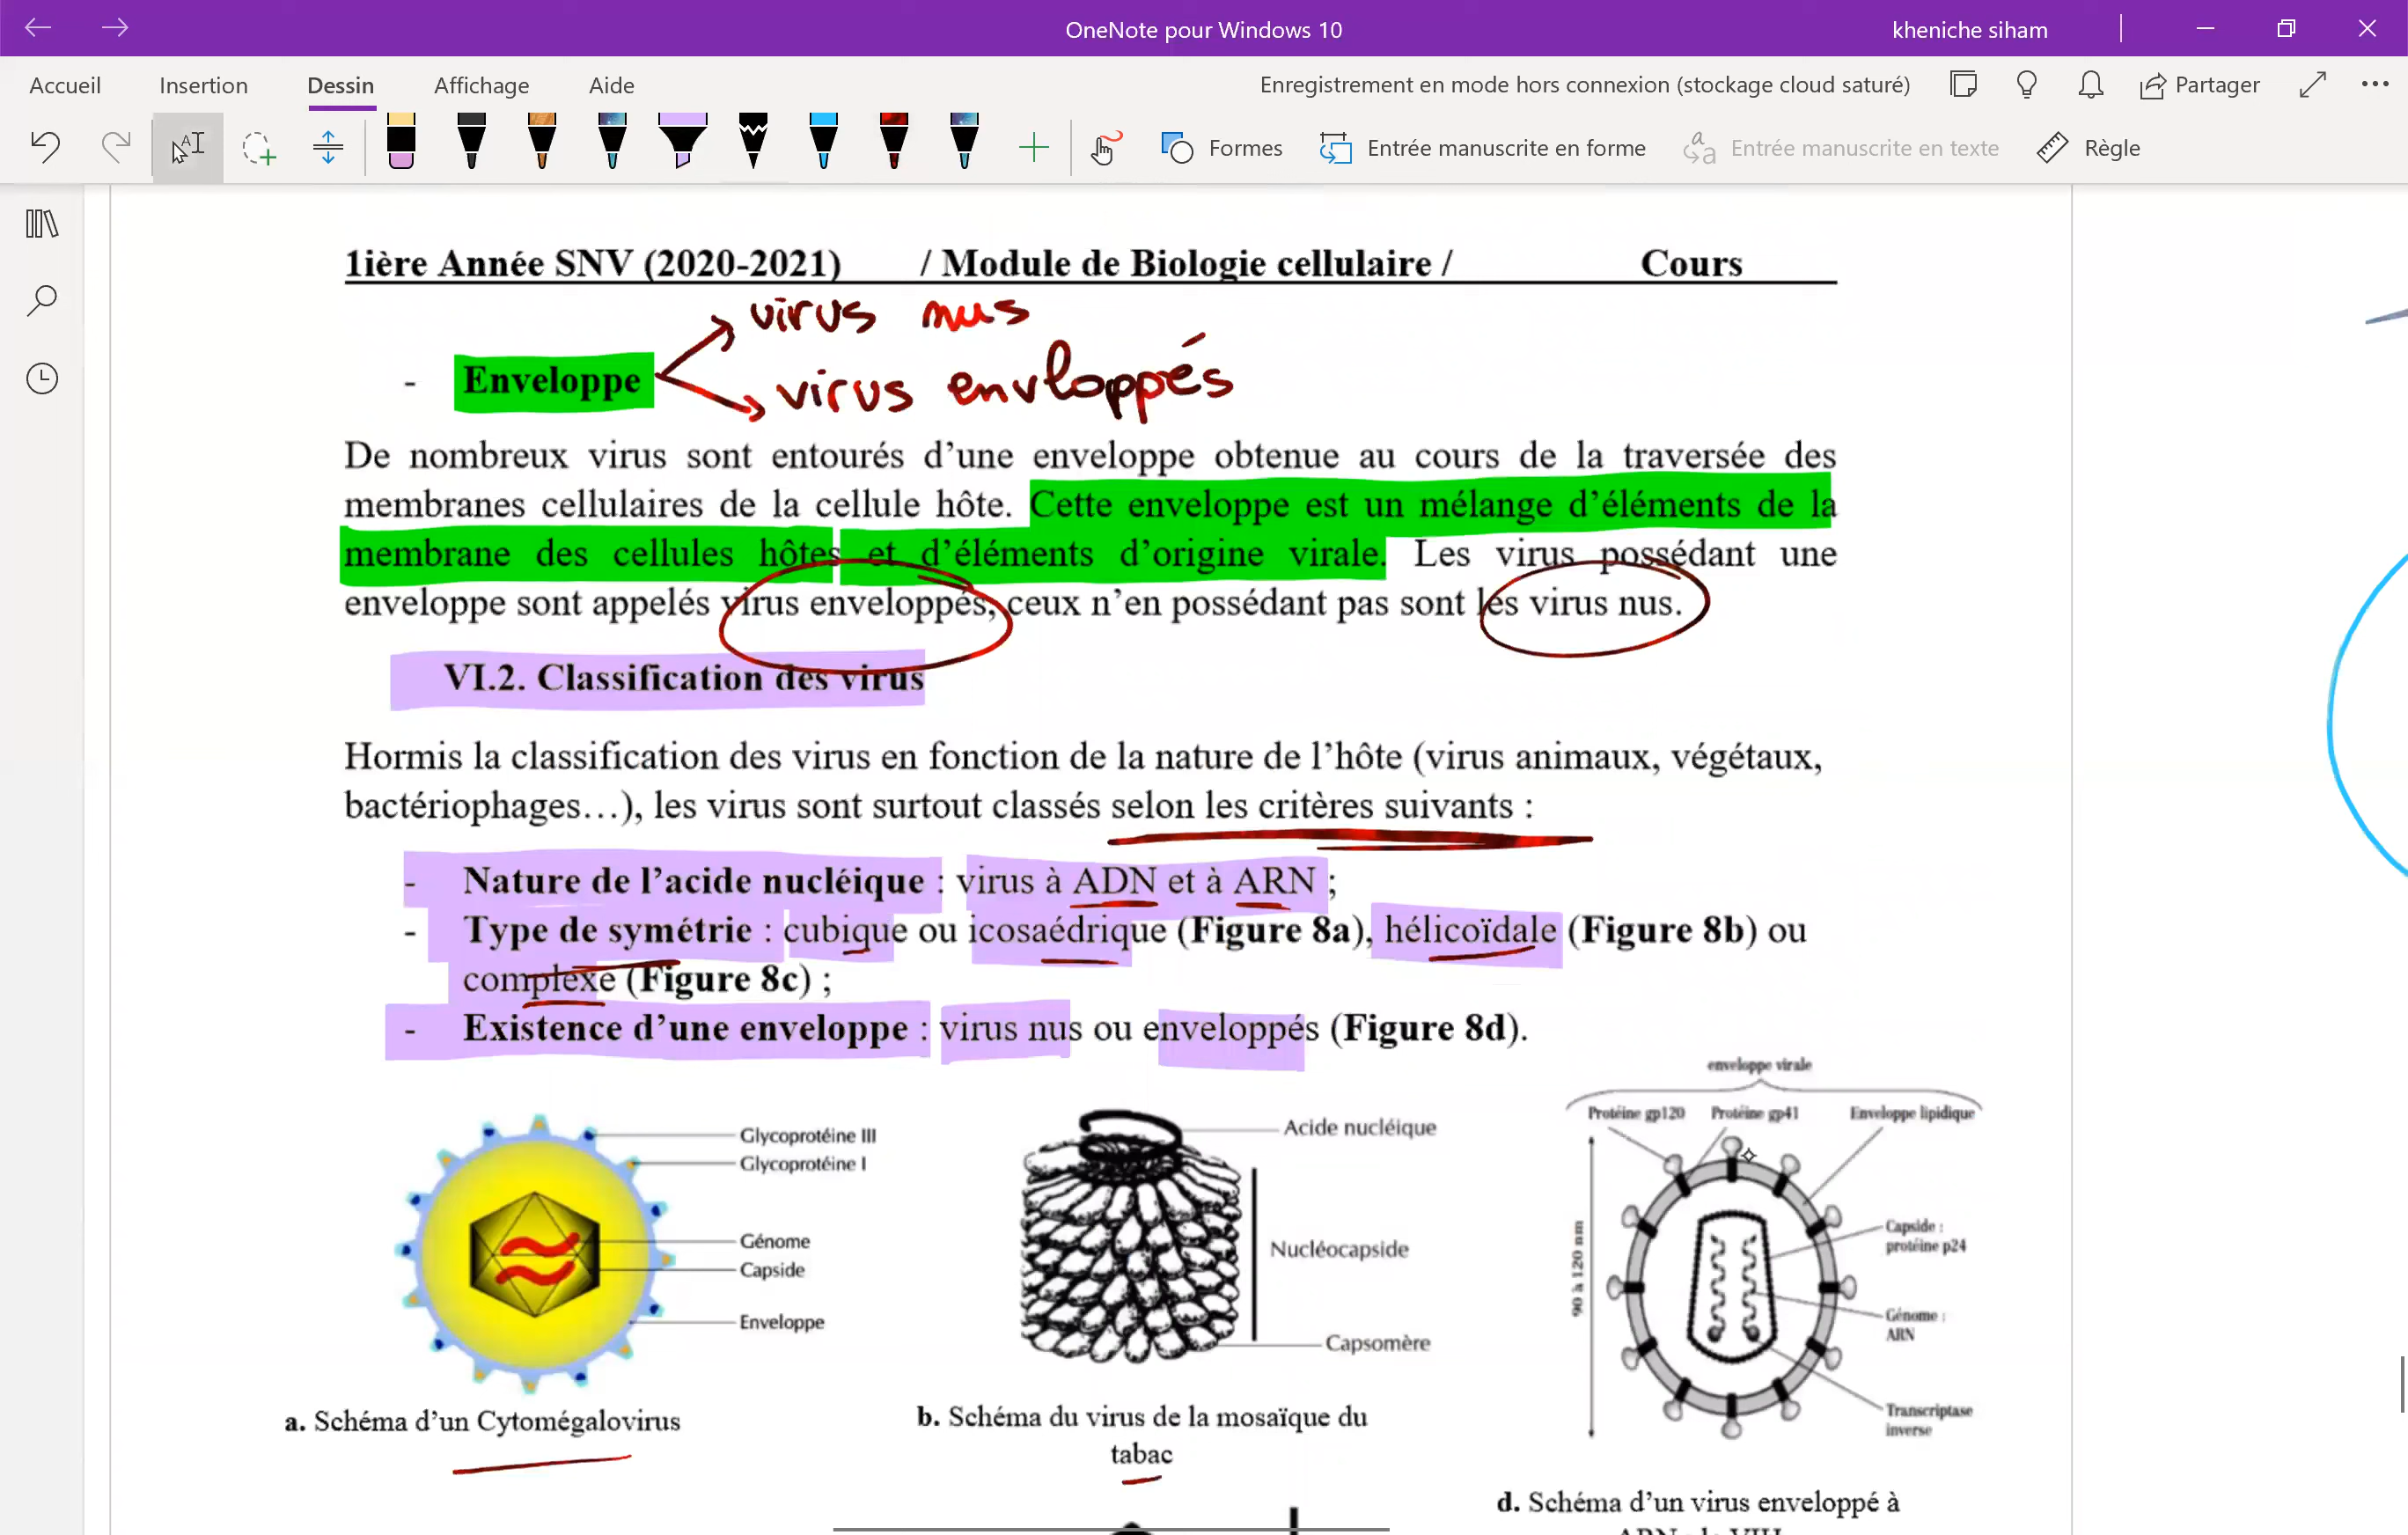 OneNote pour Windows 10
kheniche siham
Accueil Insertion Dessin Affichage Aide
Enregistrement en mode hors connexion (stockage cloud saturé) Partager
Formes Entrée manuscrite en forme Entrée manuscrite en texte Règle
1ière Année SNV (2020-2021) / Module de Biologie cellulaire / Cours
virus nus
- Enveloppe
virus enveloppés
De nombreux virus sont entourés d’une enveloppe obtenue au cours de la traversée des
membranes cellulaires de la cellule hôte. Cette enveloppe est un mélange d’éléments de la
membrane des cellules hôtes et d’éléments d’origine virale. Les virus possédant une
enveloppe sont appelés virus enveloppés, ceux n’en possédant pas sont les virus nus.
VI.2. Classification des virus
Hormis la classification des virus en fonction de la nature de l’hôte (virus animaux, végétaux,
bactériophages…), les virus sont surtout classés selon les critères suivants :
- Nature de l’acide nucléique : virus à ADN et à ARN ;
- Type de symétrie : cubique ou icosaédrique (Figure 8a), hélicoïdale (Figure 8b) ou
complexe (Figure 8c) ;
- Existence d’une enveloppe : virus nus ou enveloppés (Figure 8d).
Glycoprotéine III
Glycoprotéine I
Génome
Capside
Enveloppe
a. Schéma d’un Cytomégalovirus
Acide nucléique
Nucléocapside
Capsomère
b. Schéma du virus de la mosaïque du
tabac
enveloppe virale
Protéine gp120 Protéine gp41 Enveloppe lipidique
90 à 120 nm
Capside :
protéine p24
Génome :
ARN
Transcriptase
inverse
d. Schéma d’un virus enveloppé à